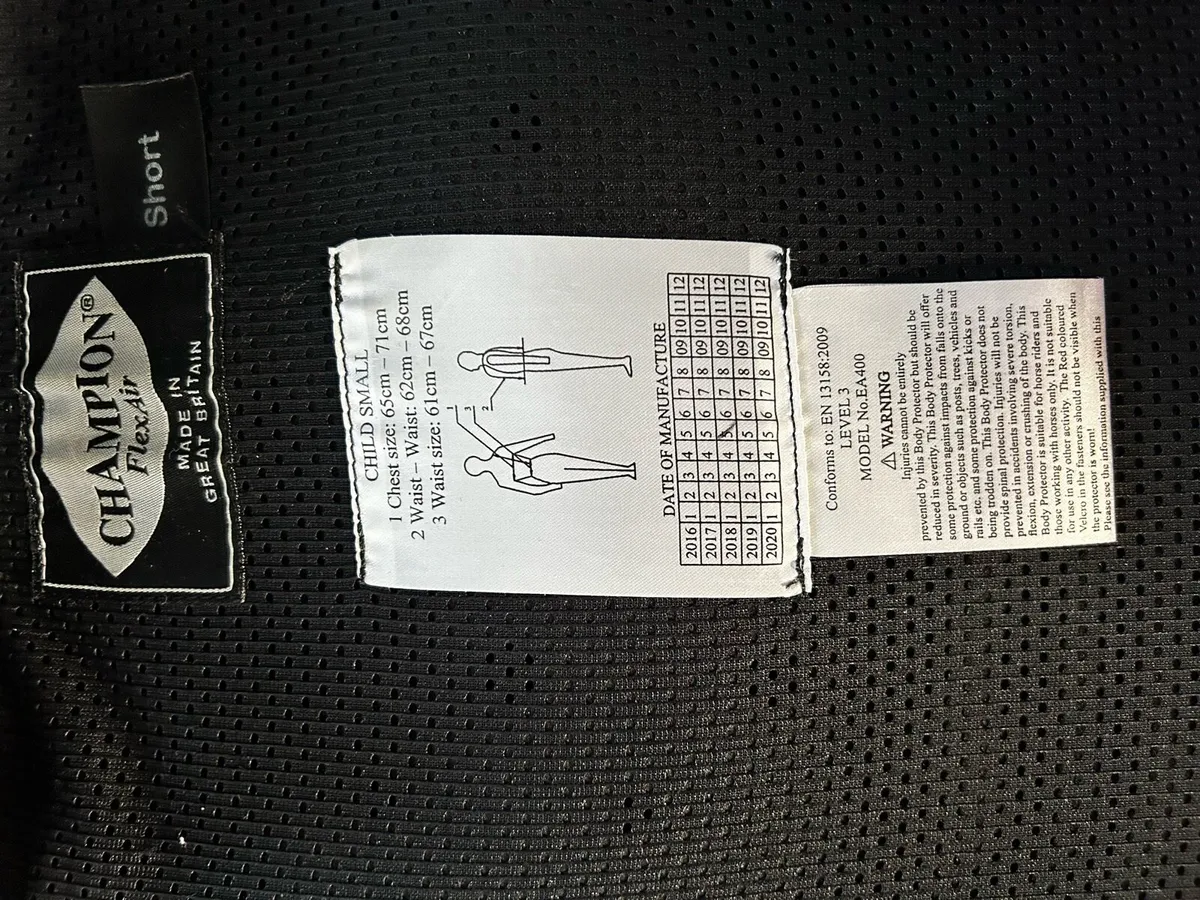 CHAMPION®
FlexAir
MADE IN
GREAT BRITAIN
Short
CHILD SMALL
1 Chest size: 65cm – 71 cm
2 Waist – Waist: 62cm – 68cm
3 Waist size: 61cm – 67cm
1
3
2
DATE OF MANUFACTURE
2016 1 2 3 4 5 6 7 8 09 10 11 12
2017 1 2 3 4 5 6 7 8 09 10 11 12
2018 1 2 3 4 5 6 7 8 09 10 11 12
2019 1 2 3 4 5 6 7 8 09 10 11 12
2020 1 2 3 4 5 6 7 8 09 10 11 12
Conforms to: EN 13158:2009
LEVEL 3
MODEL No.EA400
⚠ WARNING
Injuries cannot be entirely
prevented by this Body Protector but should be
reduced in severity. This Body Protector will offer
some protection against impacts from falls onto the
ground or objects such as posts, trees, vehicles and
rails etc. and some protection against kicks or
being trodden on. This Body Protector does not
provide spinal protection. Injuries will not be
prevented in accidents involving severe torsion,
flexion, extension or crushing of the body. This
Body Protector is suitable for horse riders and
those working with horses only. It is not suitable
for use in any other activity. The Red coloured
Velcro in the fasteners should not be visible when
the protector is worn!
Please see the information supplied with this